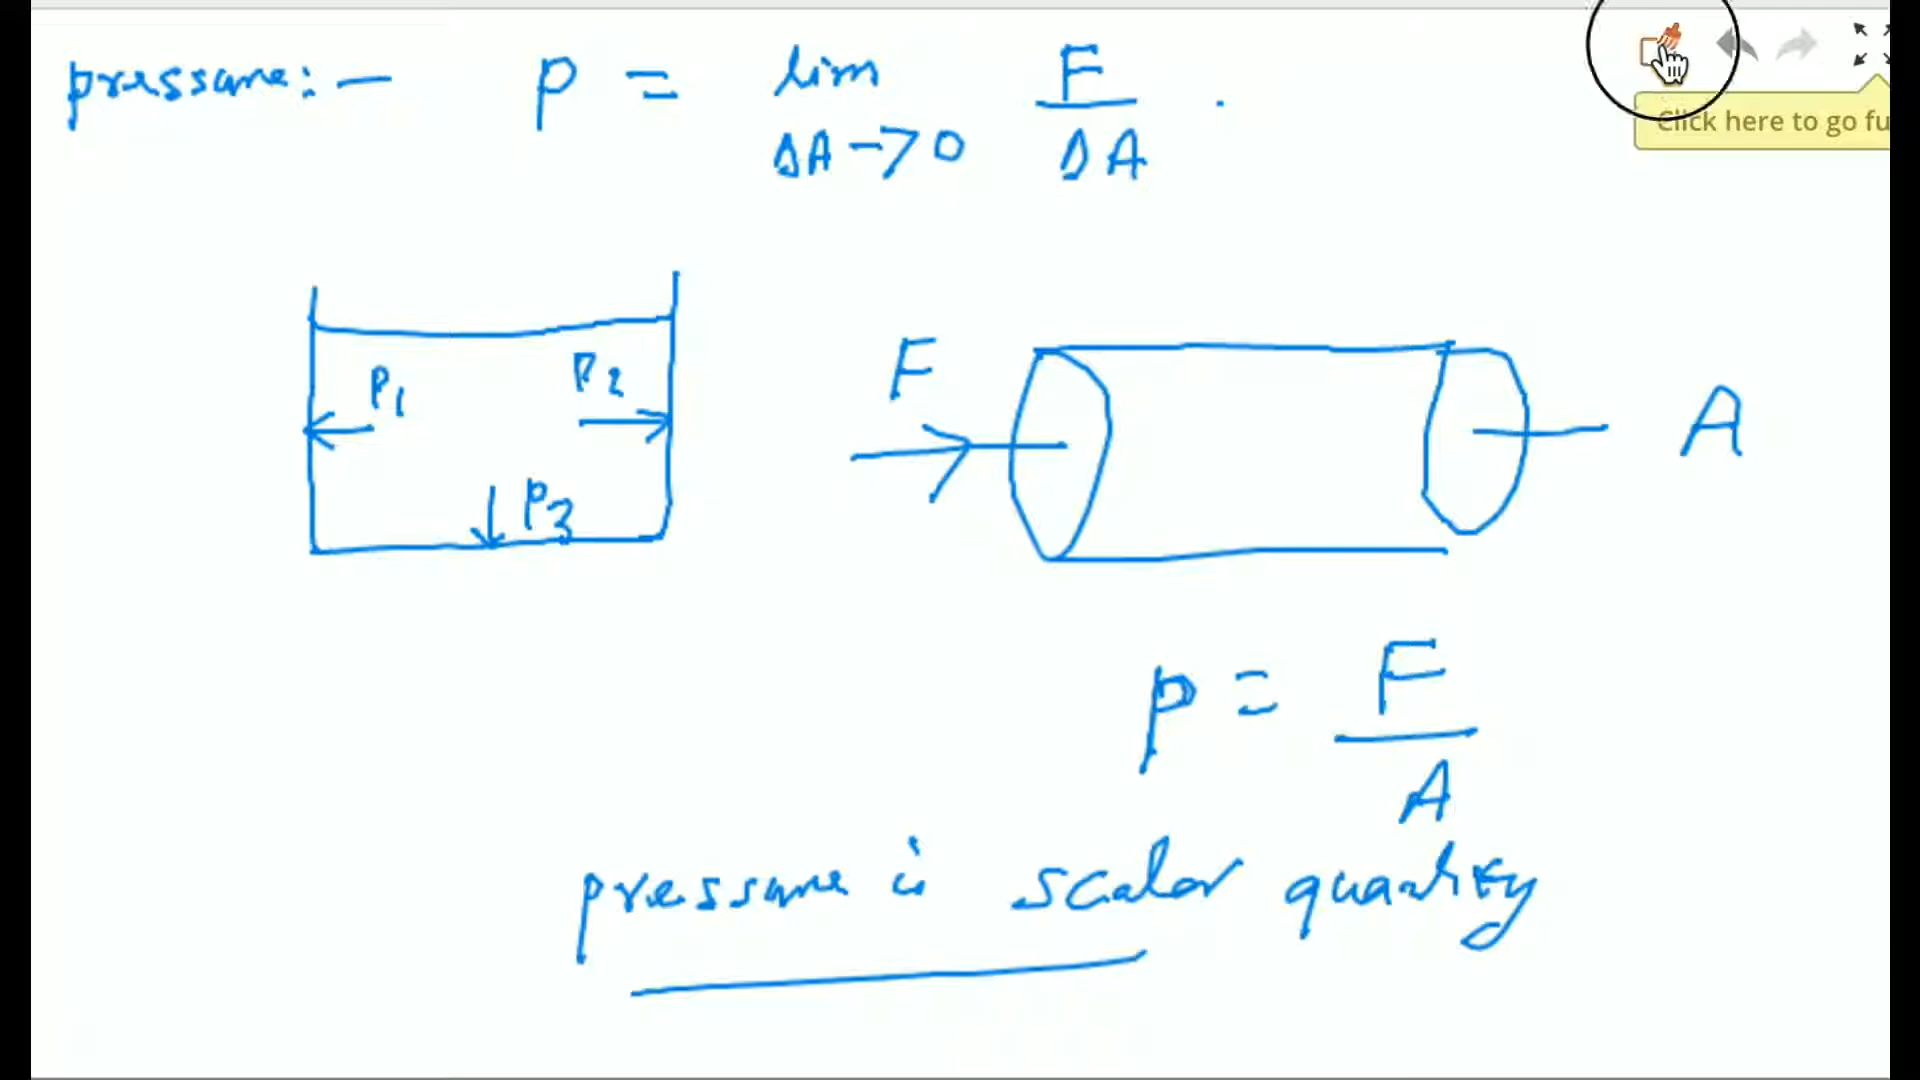 pressure:- p = lim F
ΔA→0 ΔA .
Click here to go fu
P1
P2
P3
F
A
p = F
A
pressure is scalar quantity